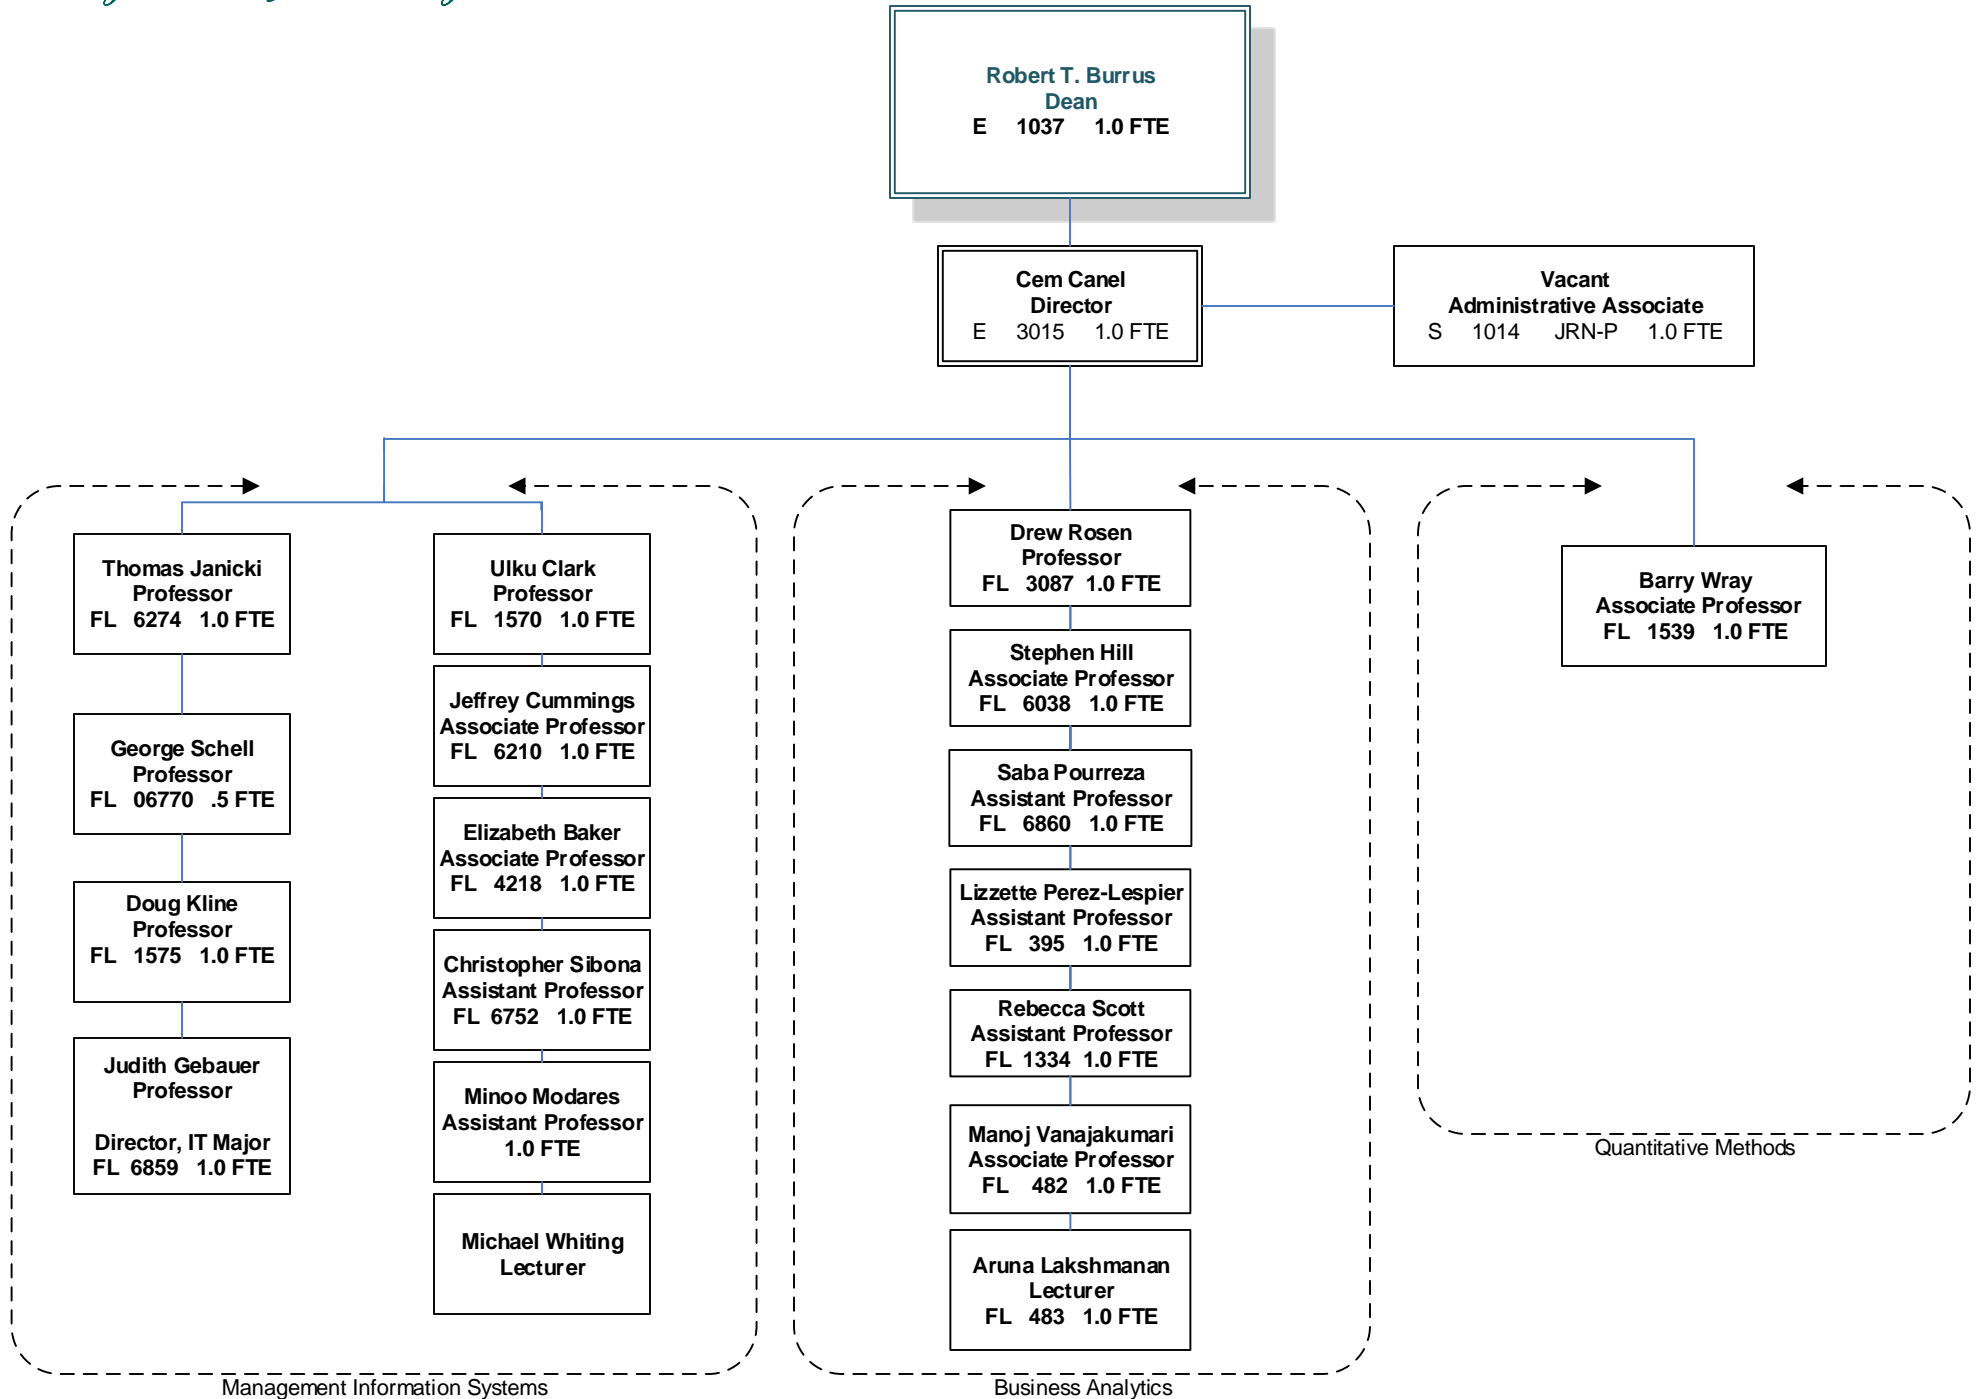 Robert T. Burrus
Dean
E 1037 1.0 FTE
Cem Canel
Director
E 3015 1.0 FTE
Vacant
Administrative Associate
S 1014 JRN-P 1.0 FTE
Thomas Janicki
Professor
FL 6274 1.0 FTE
George Schell
Professor
FL 06770 .5 FTE
Doug Kline
Professor
FL 1575 1.0 FTE
Judith Gebauer
Professor
Director, IT Major
FL 6859 1.0 FTE
Ulku Clark
Professor
FL 1570 1.0 FTE
Jeffrey Cummings
Associate Professor
FL 6210 1.0 FTE
Elizabeth Baker
Associate Professor
FL 4218 1.0 FTE
Christopher Sibona
Assistant Professor
FL 6752 1.0 FTE
Minoo Modares
Assistant Professor
1.0 FTE
Michael Whiting
Lecturer
Management Information Systems
Drew Rosen
Professor
FL 3087 1.0 FTE
Stephen Hill
Associate Professor
FL 6038 1.0 FTE
Saba Pourreza
Assistant Professor
FL 6860 1.0 FTE
Lizzette Perez-Lespier
Assistant Professor
FL 395 1.0 FTE
Rebecca Scott
Assistant Professor
FL 1334 1.0 FTE
Manoj Vanajakumari
Associate Professor
FL 482 1.0 FTE
Aruna Lakshmanan
Lecturer
FL 483 1.0 FTE
Business Analytics
Barry Wray
Associate Professor
FL 1539 1.0 FTE
Quantitative Methods